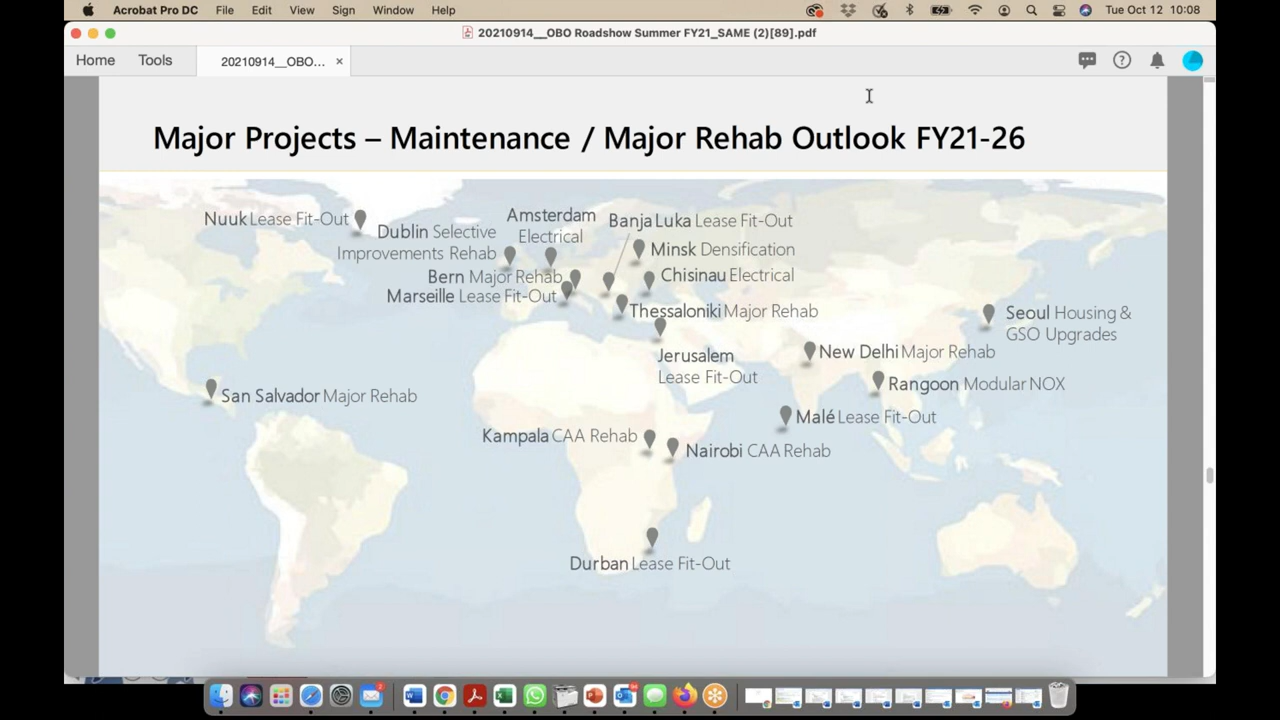 Acrobat Pro DC File Edit View Sign Window Help Tue Oct 12 10:08
20210914__OBO Roadshow Summer FY21_SAME (2)[89].pdf
Home Tools 20210914__OBO... ×
Major Projects – Maintenance / Major Rehab Outlook FY21-26
Nuuk Lease Fit-Out
Dublin Selective
Improvements Rehab
Amsterdam
Electrical
Banja Luka Lease Fit-Out
Minsk Densification
Bern Major Rehab
Chisinau Electrical
Marseille Lease Fit-Out
Thessaloniki Major Rehab
Seoul Housing &
GSO Upgrades
Jerusalem
Lease Fit-Out
New Delhi Major Rehab
Rangoon Modular NOX
San Salvador Major Rehab
Malé Lease Fit-Out
Kampala CAA Rehab
Nairobi CAA Rehab
Durban Lease Fit-Out